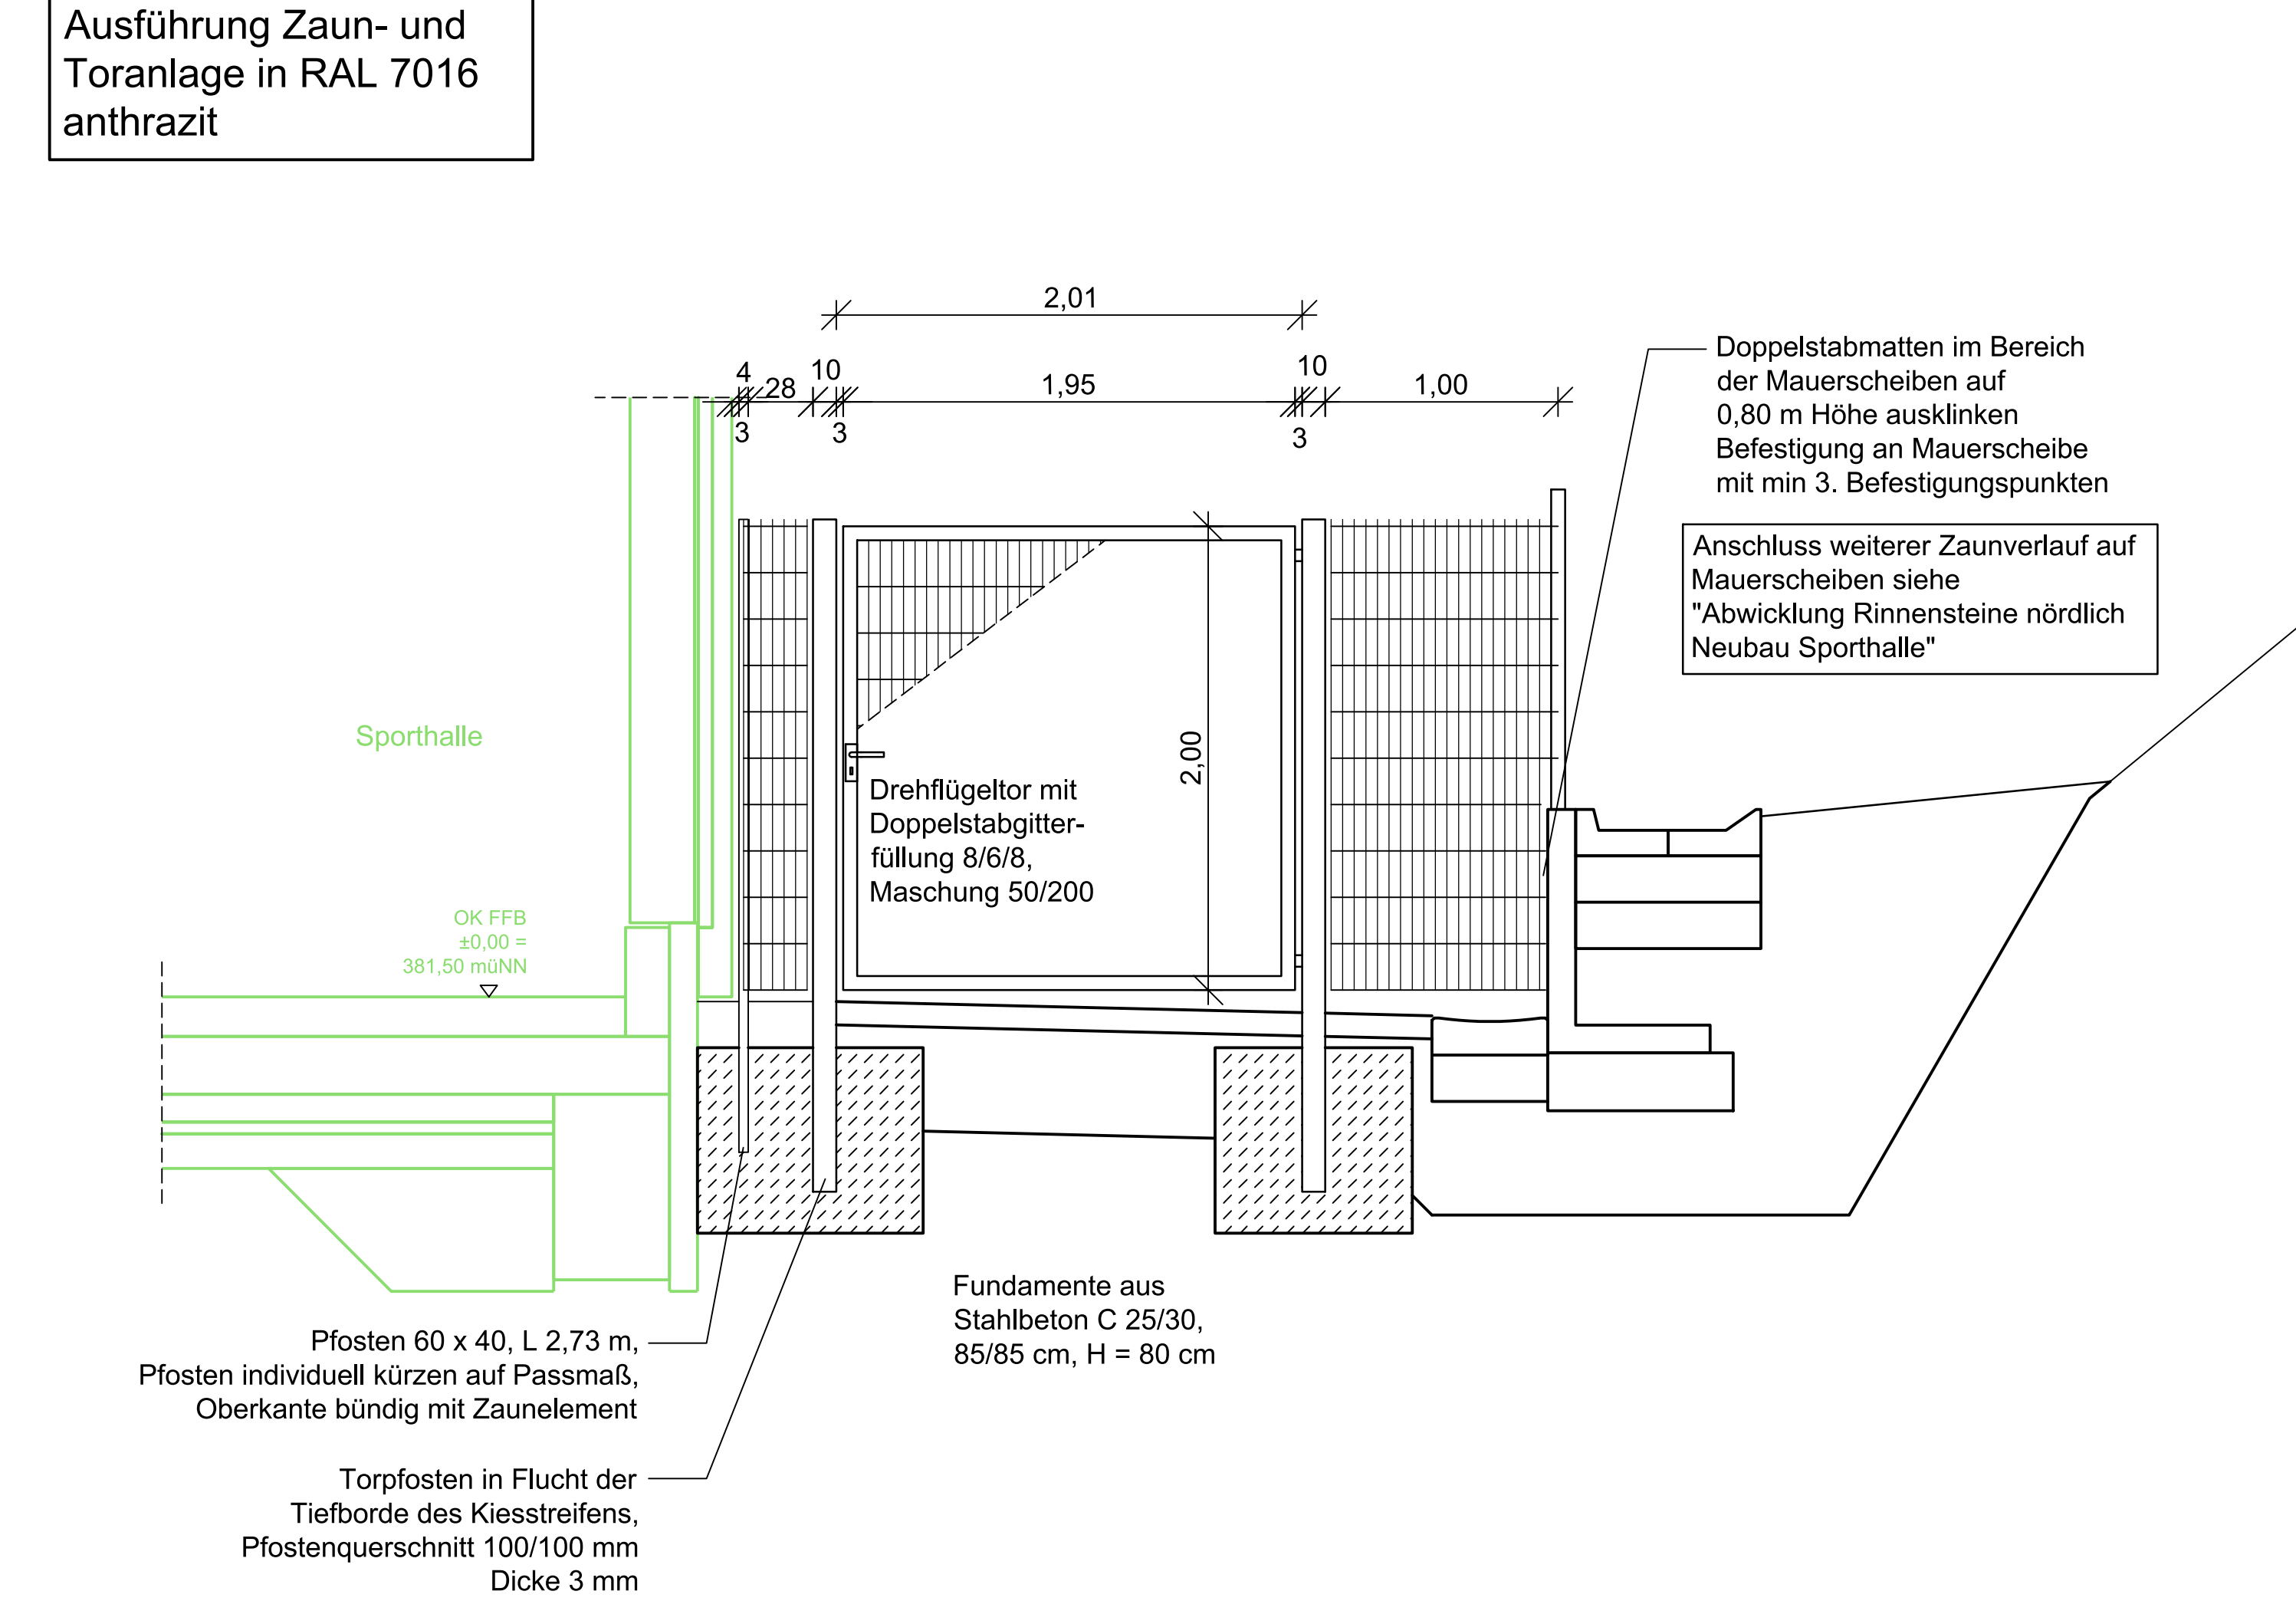 Ausführung Zaun- und
Toranlage in RAL 7016
anthrazit
2,01
4
28
10
1,95
10
1,00
3
3
3
Doppelstabmatten im Bereich
der Mauerscheiben auf
0,80 m Höhe ausklinken
Befestigung an Mauerscheibe
mit min 3. Befestigungspunkten
Anschluss weiterer Zaunverlauf auf
Mauerscheiben siehe
"Abwicklung Rinnensteine nördlich
Neubau Sporthalle"
Sporthalle
2,00
Drehflügeltor mit
Doppelstabgitter-
füllung 8/6/8,
Maschung 50/200
OK FFB
±0,00 =
381,50 müNN
Fundamente aus
Stahlbeton C 25/30,
85/85 cm, H = 80 cm
Pfosten 60 x 40, L 2,73 m,
Pfosten individuell kürzen auf Passmaß,
Oberkante bündig mit Zaunelement
Torpfosten in Flucht der
Tiefborde des Kiesstreifens,
Pfostenquerschnitt 100/100 mm
Dicke 3 mm